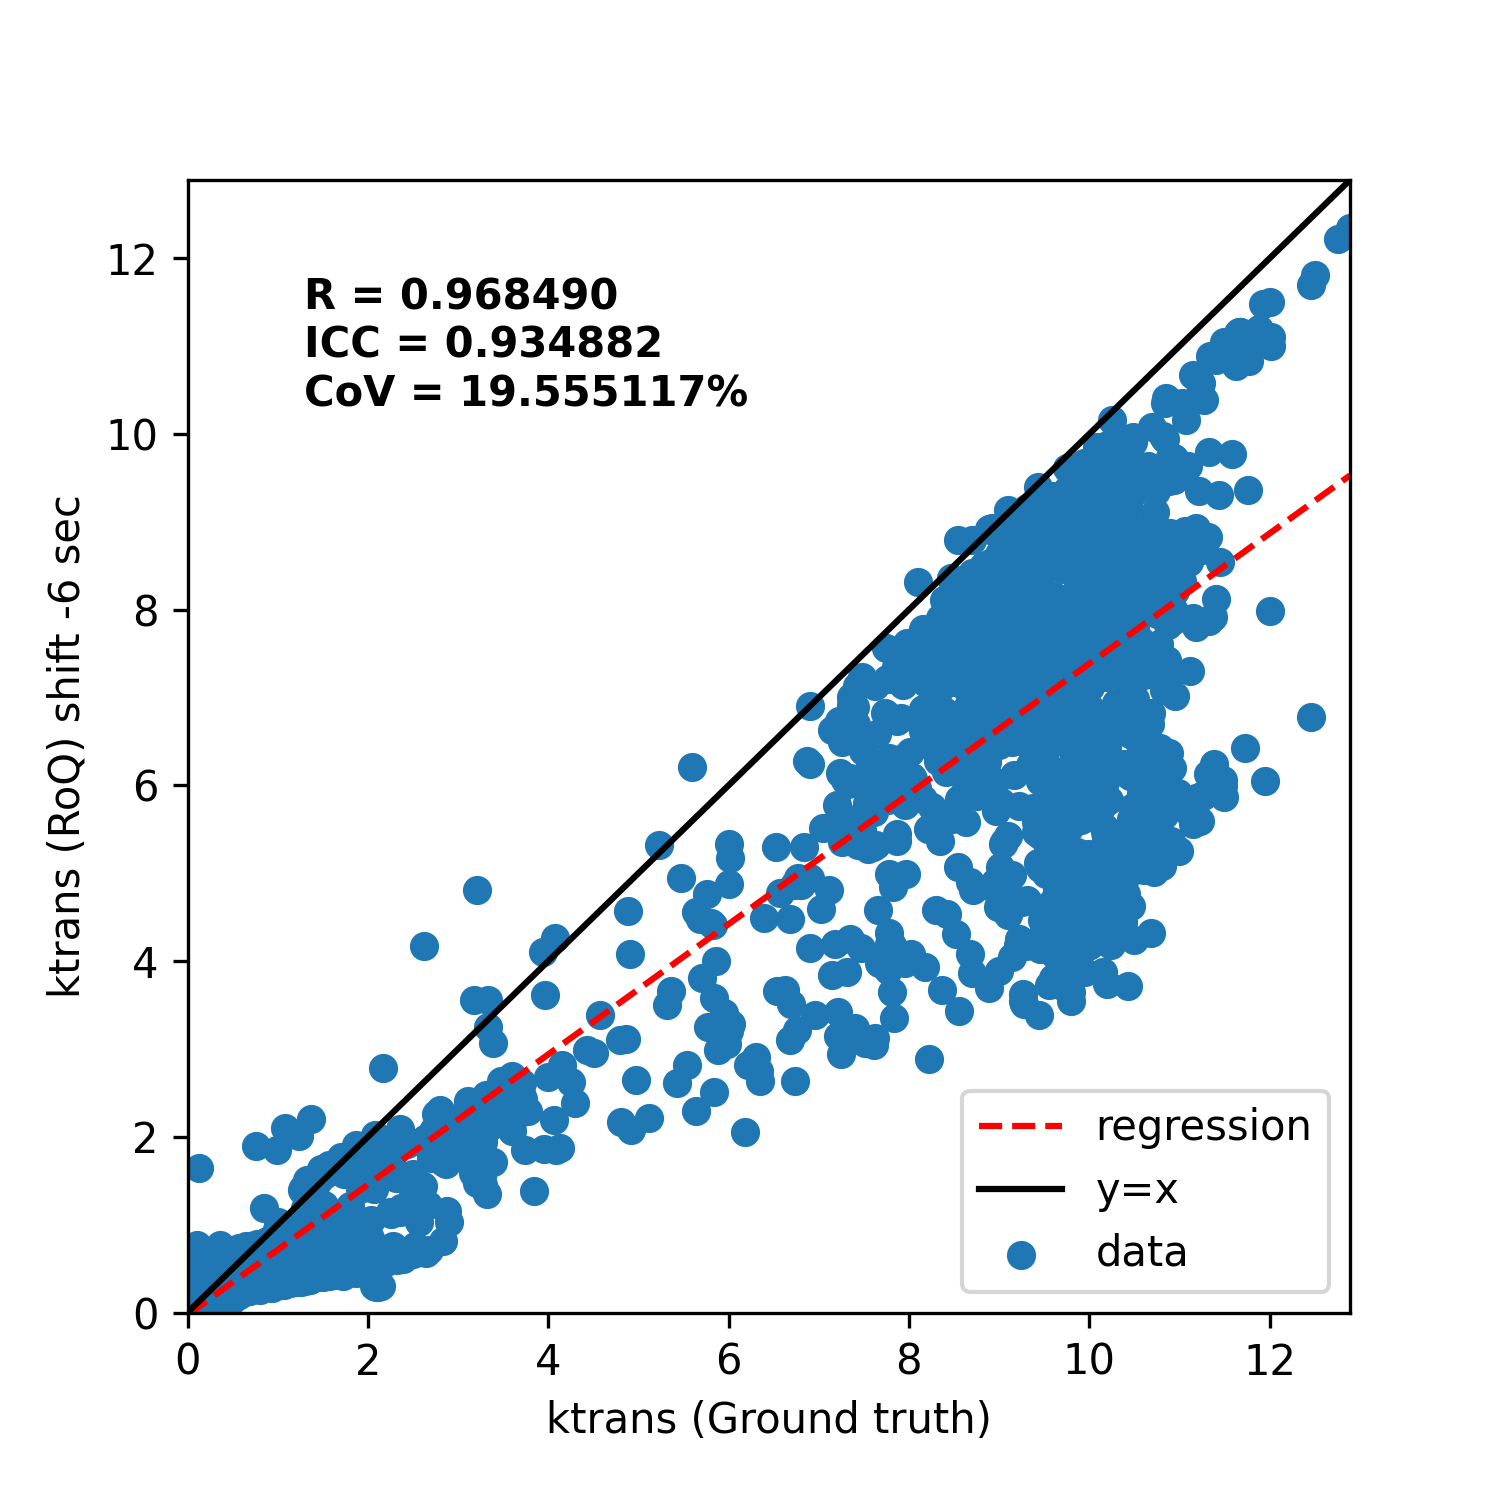 R = 0.968490
ICC = 0.934882
CoV = 19.555117%
12
10
8
6
4
2
0
ktrans (RoQ) shift -6 sec
regression
y=x
data
0 2 4 6 8 10 12
ktrans (Ground truth)